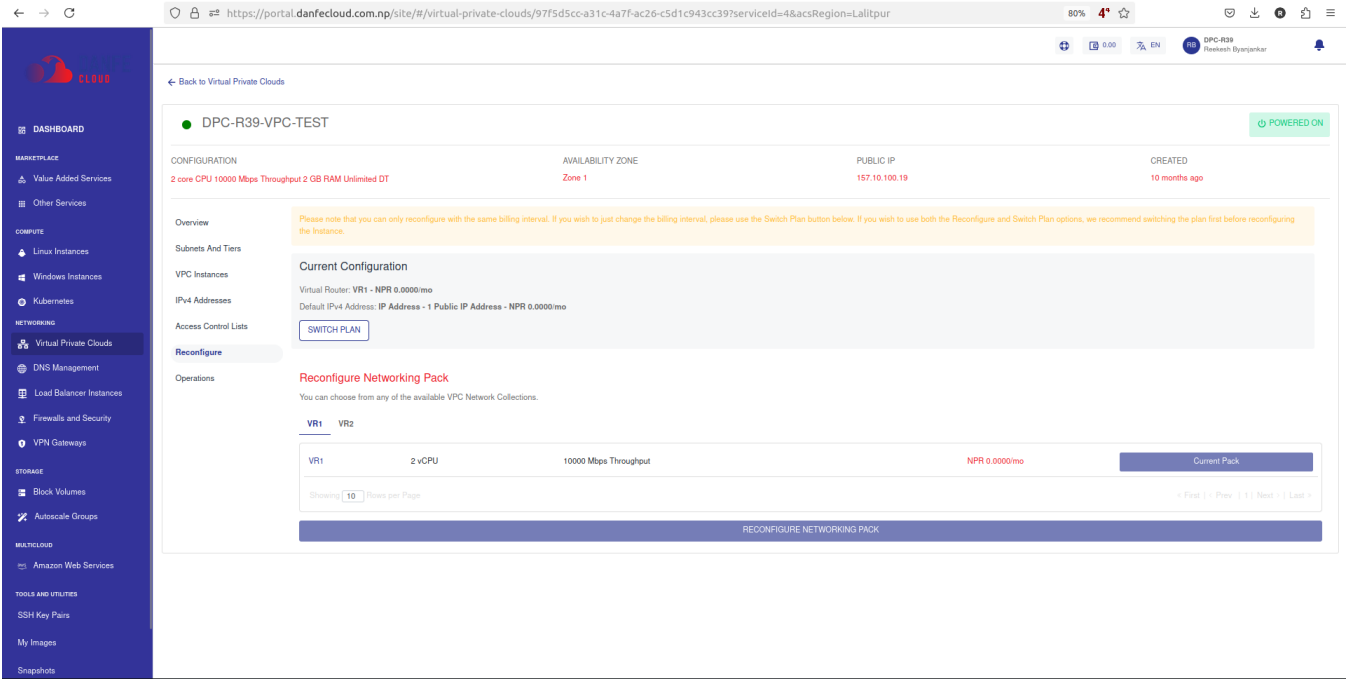 https://portal.danfecloud.com.np/site/#/virtual-private-clouds/97f5d5cc-a31c-4a7f-ac26-c5d1c943cc39?serviceId=4&acsRegion=Lalitpur
80%
CLOUD
0.00
EN
RB
DPC-R39
Reekesh Byanjankar
DASHBOARD
MARKETPLACE
Value Added Services
Other Services
COMPUTE
Linux Instances
Windows Instances
Kubernetes
NETWORKING
Virtual Private Clouds
DNS Management
Load Balancer Instances
Firewalls and Security
VPN Gateways
STORAGE
Block Volumes
Autoscale Groups
MULTICLOUD
Amazon Web Services
TOOLS AND UTILITIES
SSH Key Pairs
My Images
Snapshots
← Back to Virtual Private Clouds
DPC-R39-VPC-TEST
POWERED ON
CONFIGURATION
2 core CPU 10000 Mbps Throughput 2 GB RAM Unlimited DT
AVAILABILITY ZONE
Zone 1
PUBLIC IP
157.10.100.19
CREATED
10 months ago
Overview
Subnets And Tiers
VPC Instances
IPv4 Addresses
Access Control Lists
Reconfigure
Operations
Please note that you can only reconfigure with the same billing interval. If you wish to just change the billing interval, please use the Switch Plan button below. If you wish to use both the Reconfigure and Switch Plan options, we recommend switching the plan first before reconfiguring
the Instance.
Current Configuration
Virtual Router: VR1 - NPR 0.0000/mo
Default IPv4 Address: IP Address - 1 Public IP Address - NPR 0.0000/mo
SWITCH PLAN
Reconfigure Networking Pack
You can choose from any of the available VPC Network Collections.
VR1 VR2
VR1 2 vCPU 10000 Mbps Throughput NPR 0.0000/mo Current Pack
Showing 10 Rows per Page
< First | < Prev | 1 | Next > | Last >
RECONFIGURE NETWORKING PACK